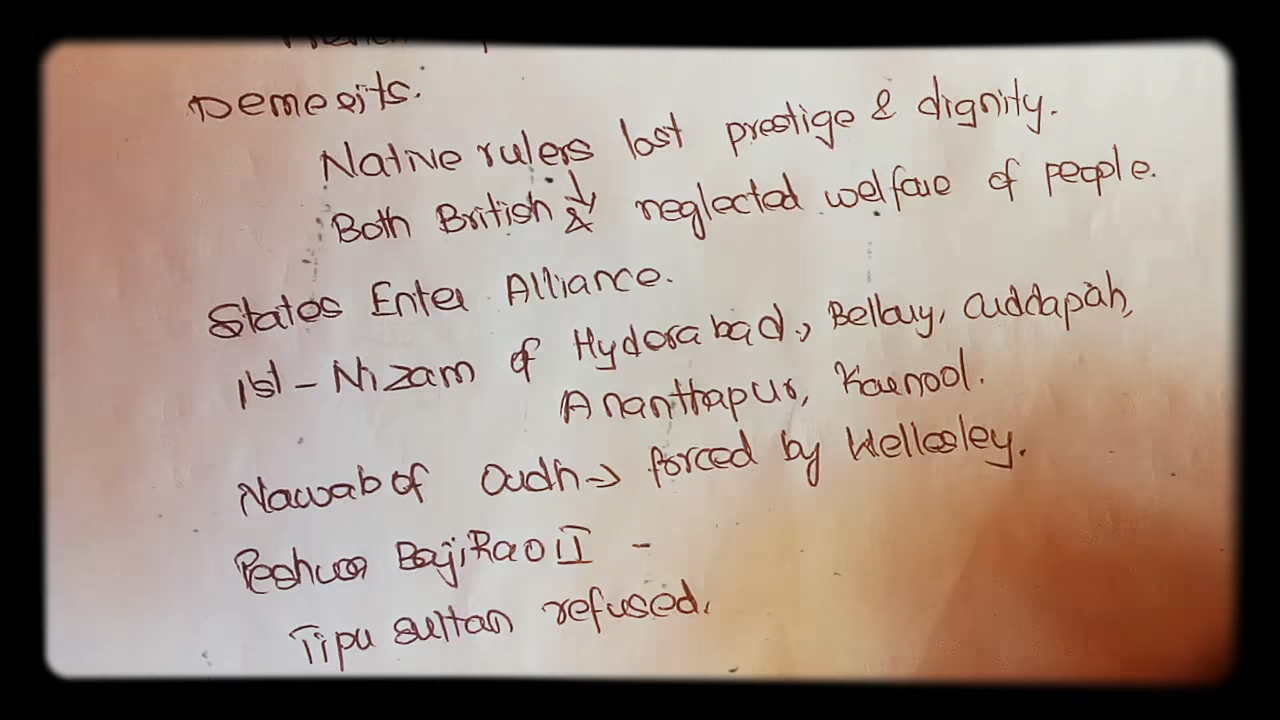 Demerits.
Native rulers lost prestige & dignity.
Both British & ↓ neglected welfare of people.
States Enter Alliance.
1st - Nizam of Hyderabad, Bellary, Cuddapah,
Ananthapur, Kurnool.
Nawab of Oudh → forced by Wellesley.
Peshwa Baji Rao II -
Tipu sultan refused.